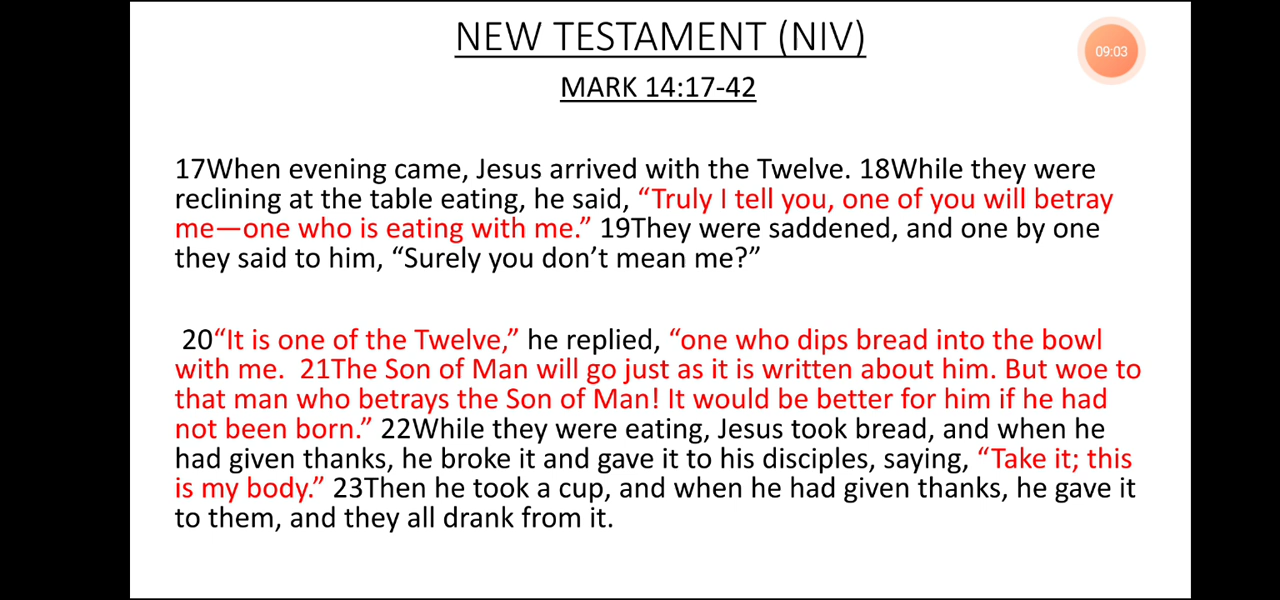 NEW TESTAMENT (NIV)
09:03
MARK 14:17-42
17When evening came, Jesus arrived with the Twelve. 18While they were
reclining at the table eating, he said, “Truly I tell you, one of you will betray
me—one who is eating with me.” 19They were saddened, and one by one
they said to him, “Surely you don’t mean me?”
20“It is one of the Twelve,” he replied, “one who dips bread into the bowl
with me.  21The Son of Man will go just as it is written about him. But woe to
that man who betrays the Son of Man! It would be better for him if he had
not been born.” 22While they were eating, Jesus took bread, and when he
had given thanks, he broke it and gave it to his disciples, saying, “Take it; this
is my body.” 23Then he took a cup, and when he had given thanks, he gave it
to them, and they all drank from it.